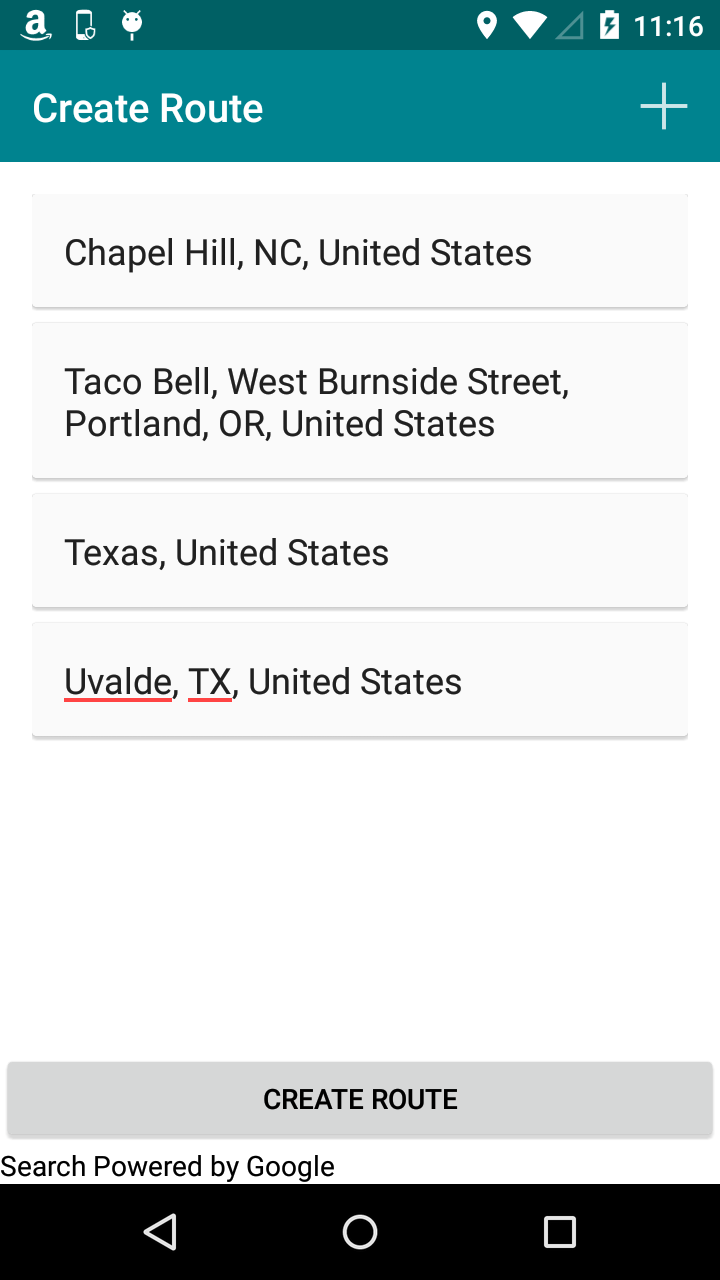 11:16
Create Route
Chapel Hill, NC, United States
Taco Bell, West Burnside Street,
Portland, OR, United States
Texas, United States
Uvalde, TX, United States
CREATE ROUTE
Search Powered by Google